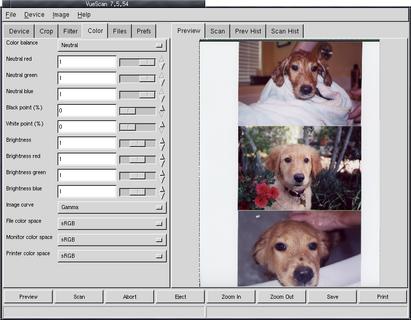 VueScan 7.5.54
File Device Image Help
Device Crop Filter Color Files Prefs
Preview Scan Prev Hist Scan Hist
Color balance Neutral
Neutral red 1
Neutral green 1
Neutral blue 1
Black point (%) 0
White point (%) 0
Brightness 1
Brightness red 1
Brightness green 1
Brightness blue 1
Image curve Gamma
File color space sRGB
Monitor color space sRGB
Printer color space sRGB
Preview Scan Abort Eject Zoom In Zoom Out Save Print